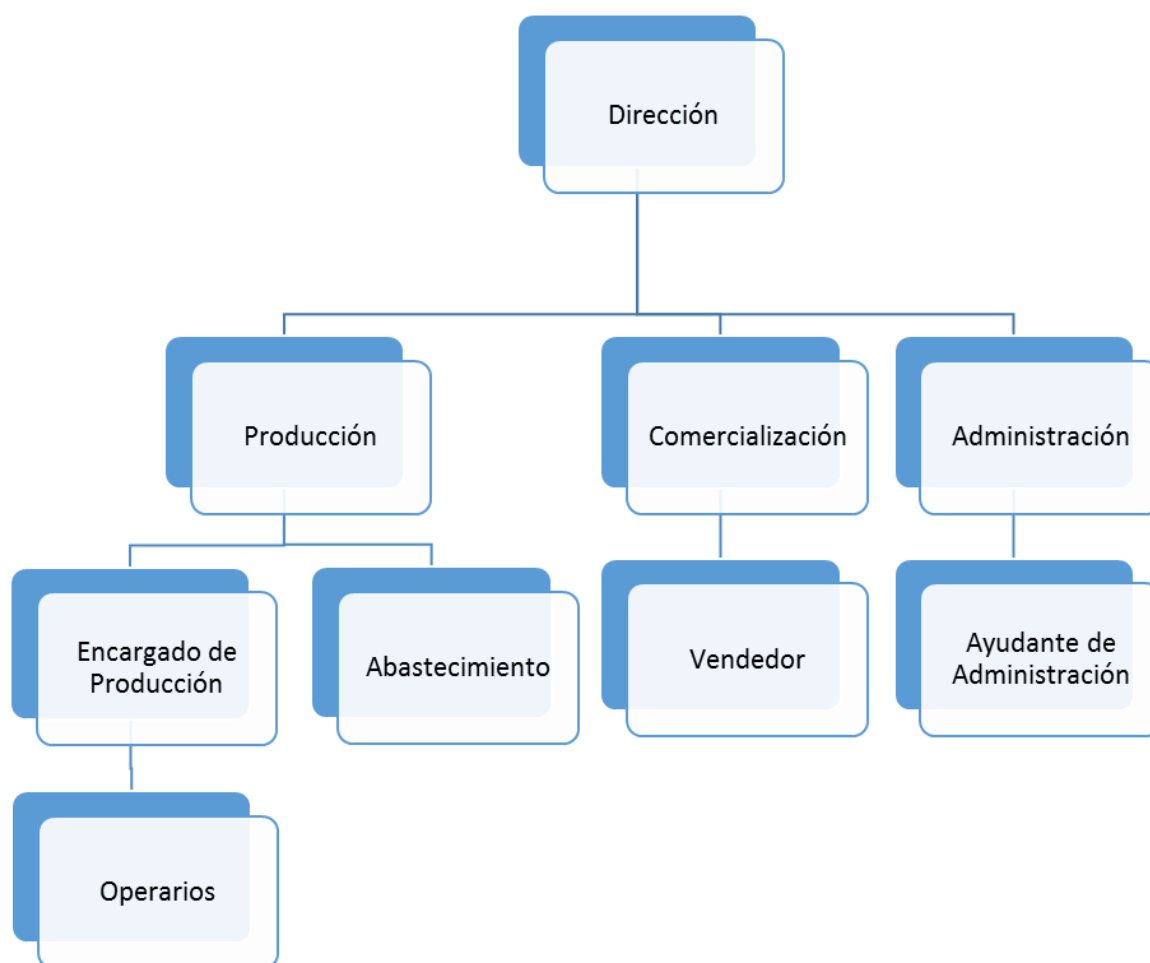 Dirección
Producción
Comercialización
Administración
Encargado de
Producción
Abastecimiento
Vendedor
Ayudante de
Administración
Operarios